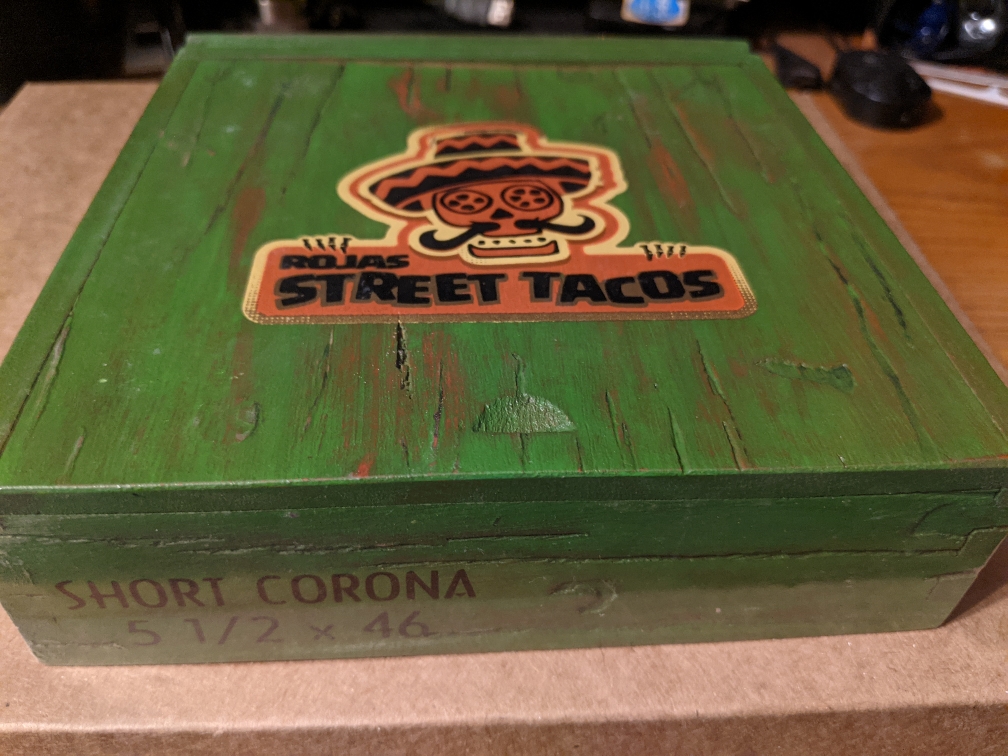 ROJAS
STREET TACOS
SHORT CORONA
5 1/2 x 46